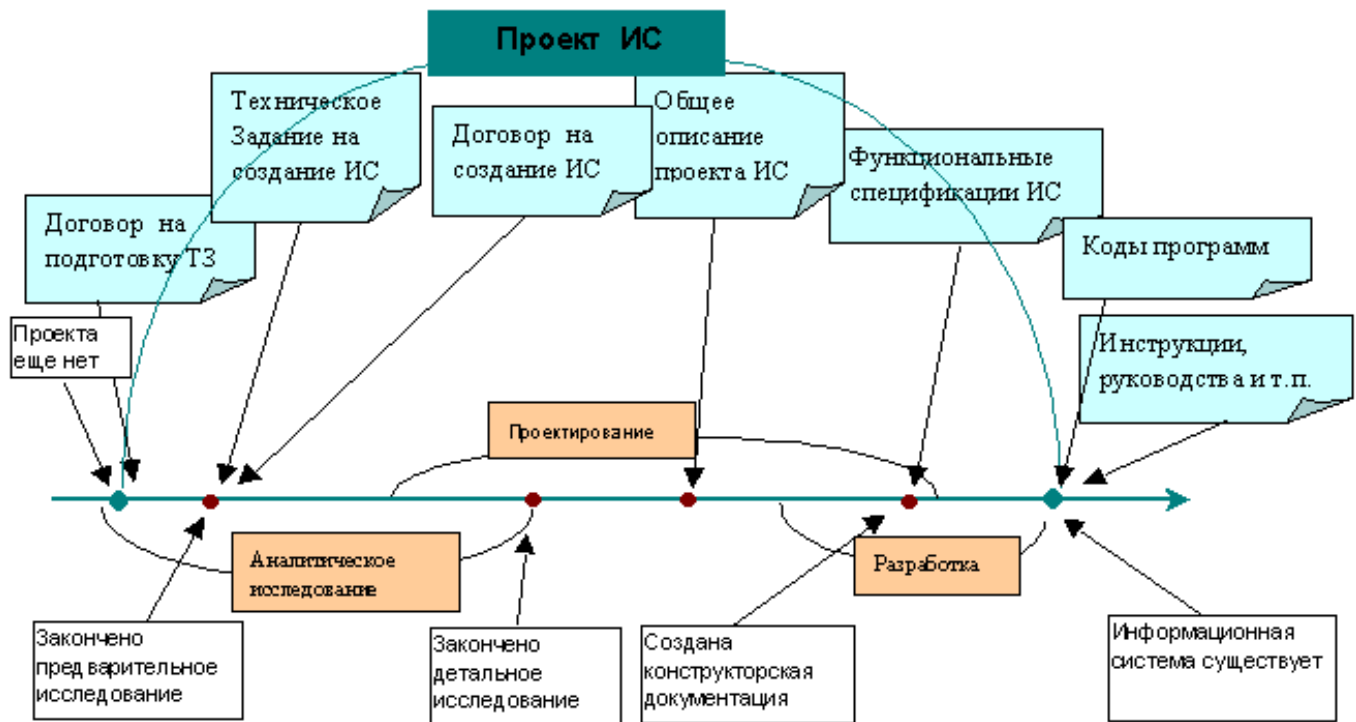 Проект ИС
Техническое
Задание на
создание ИС
Договор на
создание ИС
Общее
описание
проекта ИС
Функциональные
спецификации ИС
Договор на
подготовку ТЗ
Коды программ
Проекта
еще нет
Инструкции,
руководства и т.п.
Проектирование
Аналитическое
исследование
Разработка
Закончено
предварительное
исследование
Закончено
детальное
исследование
Создана
конструкторская
документация
Информационная
система существует